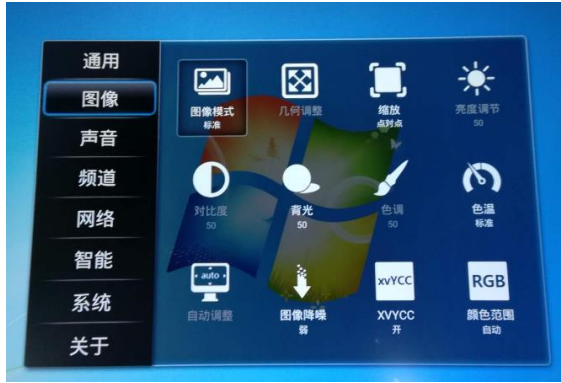 通用
图像
声音
频道
网络
智能
系统
关于
图像模式
标准
几何调整
缩放
点对点
亮度调节
50
对比度
50
背光
50
色调
50
色温
标准
auto
自动调整
图像降噪
弱
xvYCC
XVYCC
开
RGB
颜色范围
自动